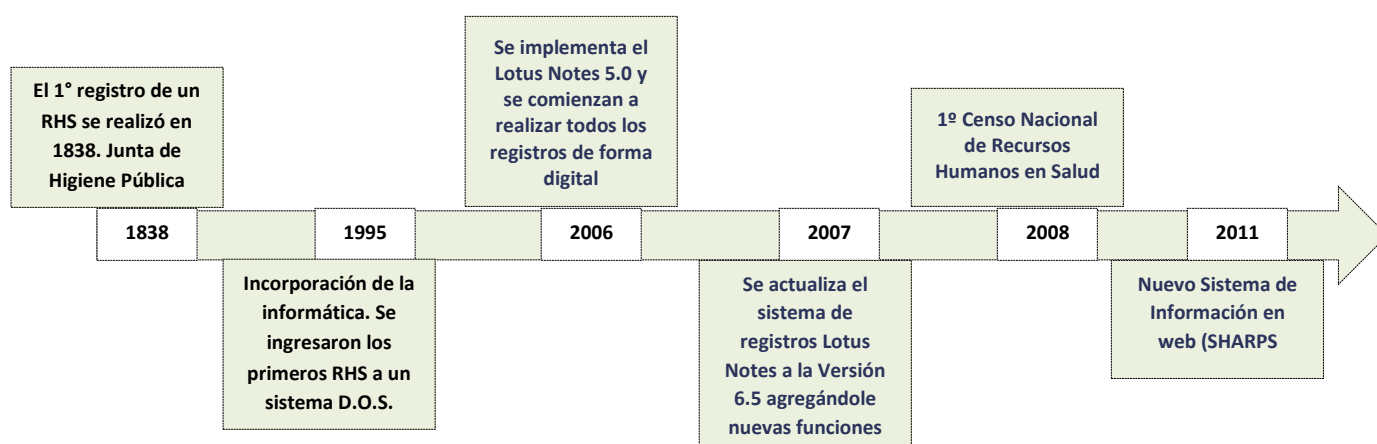 El 1° registro de un
RHS se realizó en
1838. Junta de
Higiene Pública
1838
Incorporación de la
informática. Se
ingresaron los
primeros RHS a un
sistema D.O.S.
1995
Se implementa el
Lotus Notes 5.0 y
se comienzan a
realizar todos los
registros de forma
digital
2006
2007
Se actualiza el
sistema de
registros Lotus
Notes a la Versión
6.5 agregándole
nuevas funciones
1º Censo Nacional
de Recursos
Humanos en Salud
2008
2011
Nuevo Sistema de
Información en
web (SHARPS